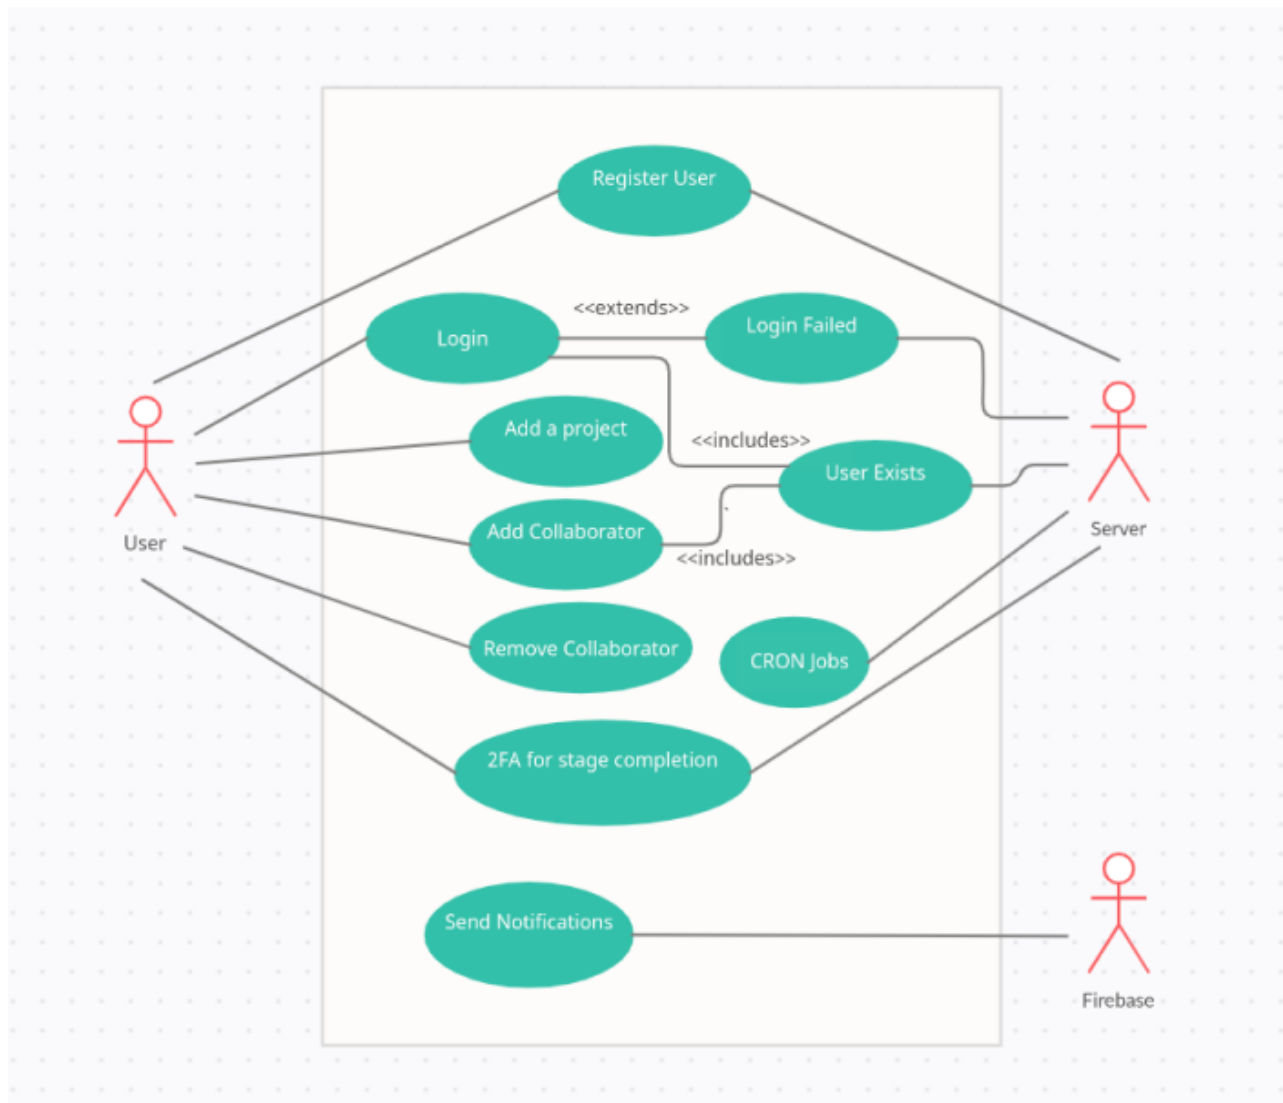 Register User
<<extends>>
Login
Login Failed
Add a project
<<includes>>
User Exists
Add Collaborator
<<includes>>
User
Server
Remove Collaborator
CRON Jobs
2FA for stage completion
Send Notifications
Firebase